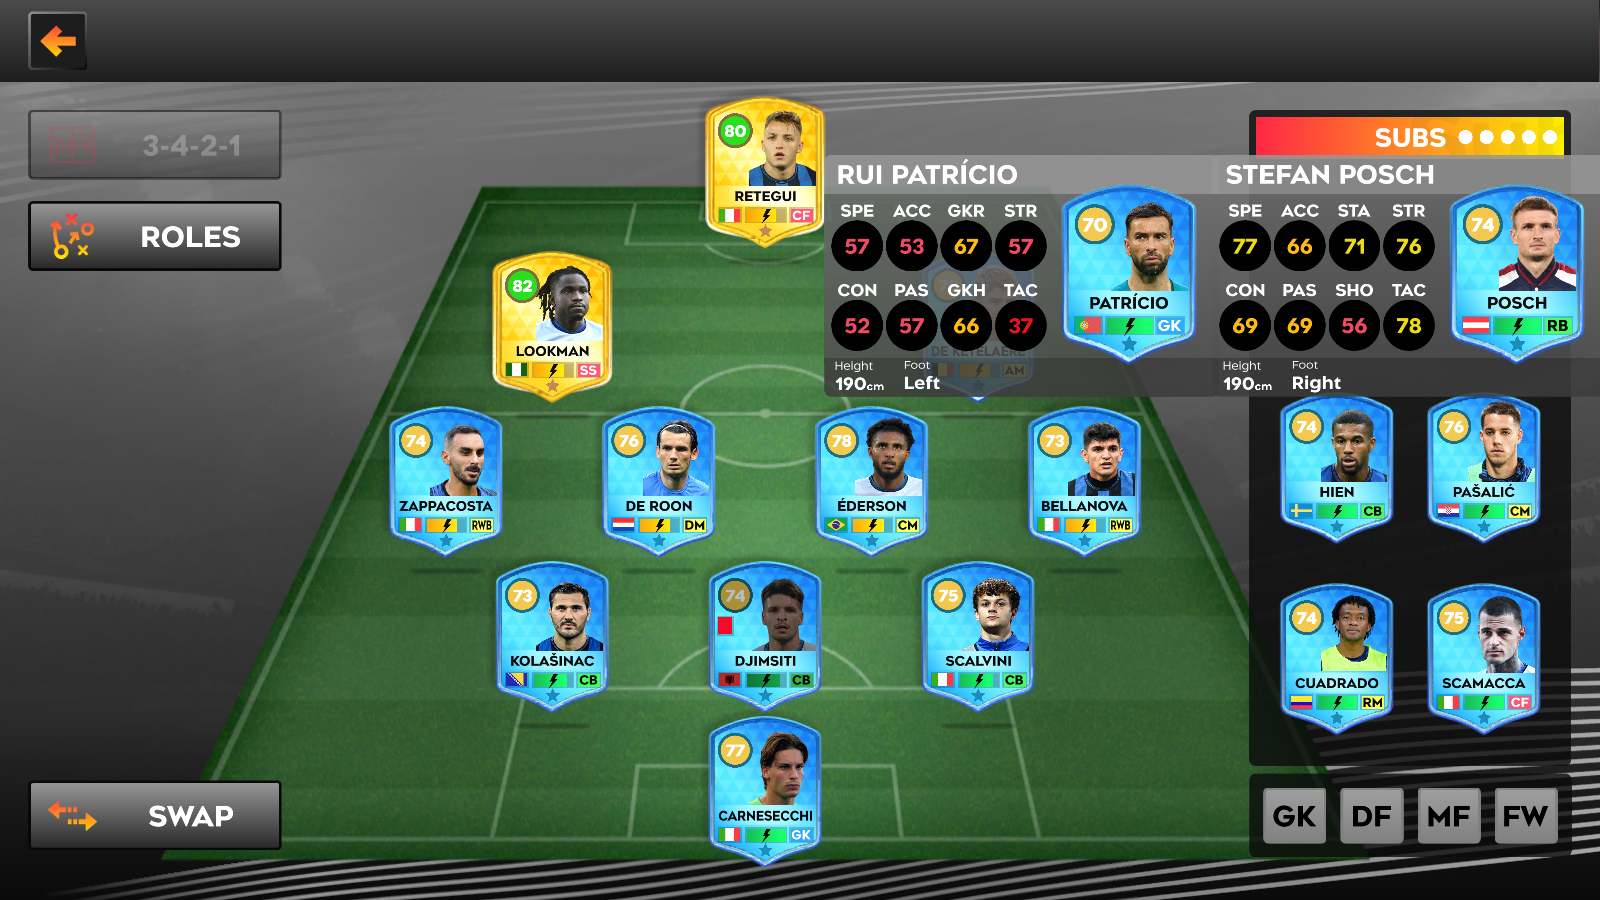 3-4-2-1
ROLES
SWAP
SUBS
80
RETEGUI
CF
82
LOOKMAN
SS
RUI PATRÍCIO
SPE ACC GKR STR
57 53 67 57
CON PAS GKH TAC
52 57 66 37
Height Foot
190cm Left
70
PATRÍCIO
GK
STEFAN POSCH
SPE ACC STA STR
77 66 71 76
CON PAS SHO TAC
69 69 56 78
Height Foot
190cm Right
74
POSCH
RB
DE KETELAERE
AM
74
ZAPPACOSTA
RWB
76
DE ROON
DM
78
ÉDERSON
CM
73
BELLANOVA
RWB
74
HIEN
CB
76
PAŠALIĆ
CM
73
KOLAŠINAC
CB
74
DJIMSITI
CB
75
SCALVINI
CB
74
CUADRADO
RM
75
SCAMACCA
CF
77
CARNESECCHI
GK
GK DF MF FW